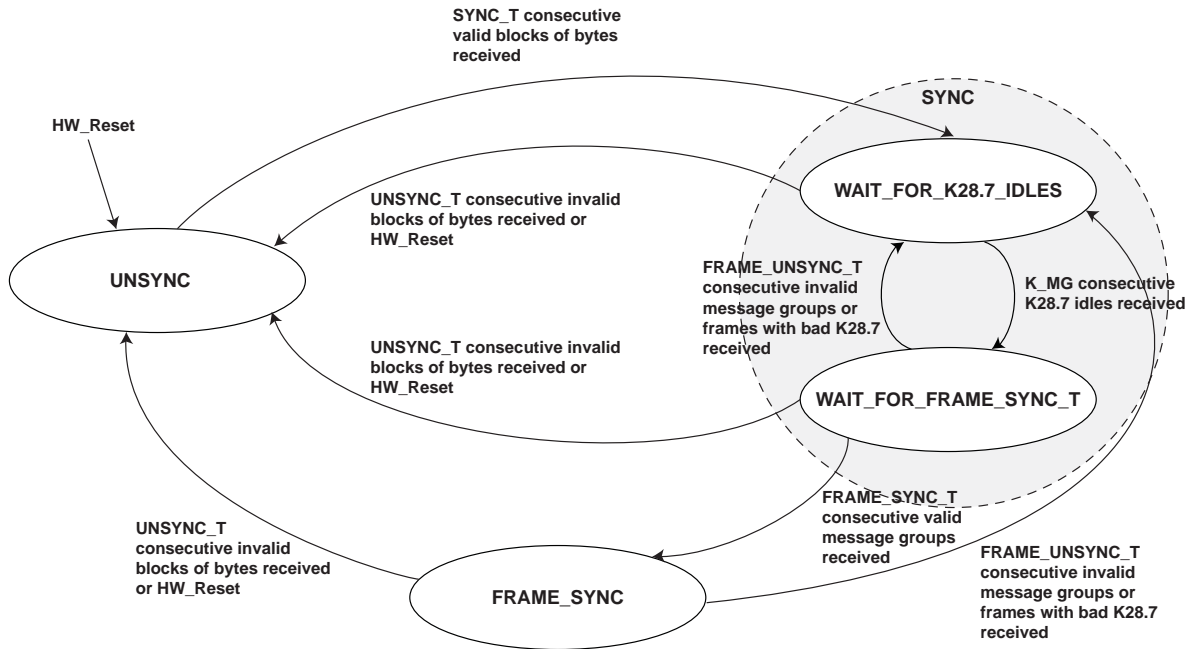 SYNC_T consecutive
valid blocks of bytes
received
SYNC
HW_Reset
WAIT_FOR_K28.7_IDLES
UNSYNC_T consecutive invalid
blocks of bytes received or
HW_Reset
UNSYNC
FRAME_UNSYNC_T
consecutive invalid
message groups or
frames with bad K28.7
received
K_MG consecutive
K28.7 idles received
UNSYNC_T consecutive invalid
blocks of bytes received or
HW_Reset
WAIT_FOR_FRAME_SYNC_T
FRAME_SYNC_T
consecutive valid
message groups
received
UNSYNC_T
consecutive invalid
blocks of bytes received
or HW_Reset
FRAME_SYNC
FRAME_UNSYNC_T
consecutive invalid
message groups or
frames with bad K28.7
received